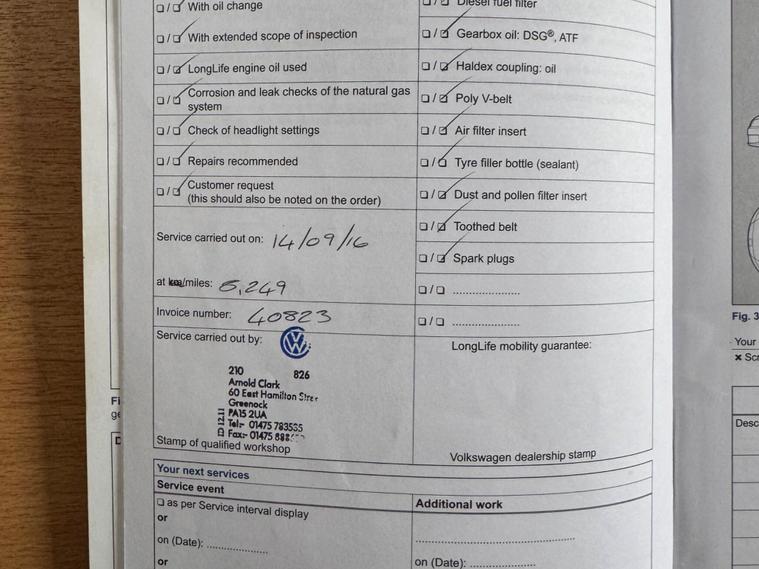 With oil change
With extended scope of inspection
LongLife engine oil used
Corrosion and leak checks of the natural gas
system
Check of headlight settings
Repairs recommended
Customer request
(this should also be noted on the order)
Service carried out on: 14/09/16
at km/miles: 6,249
Invoice number: 40823
Service carried out by:
210 826
Arnold Clark
60 East Hamilton Stree
Greenock
PA15 2UA
Tel:- 01475 783535
Fax:- 01475
Stamp of qualified workshop
Diesel fuel filter
Gearbox oil: DSG®, ATF
Haldex coupling: oil
Poly V-belt
Air filter insert
Tyre filler bottle (sealant)
Dust and pollen filter insert
Toothed belt
Spark plugs
LongLife mobility guarantee:
Volkswagen dealership stamp
Your next services
Service event
as per Service interval display
or
on (Date):
or
Additional work
on (Date):
Fig. 3
Your
Scr
Desc